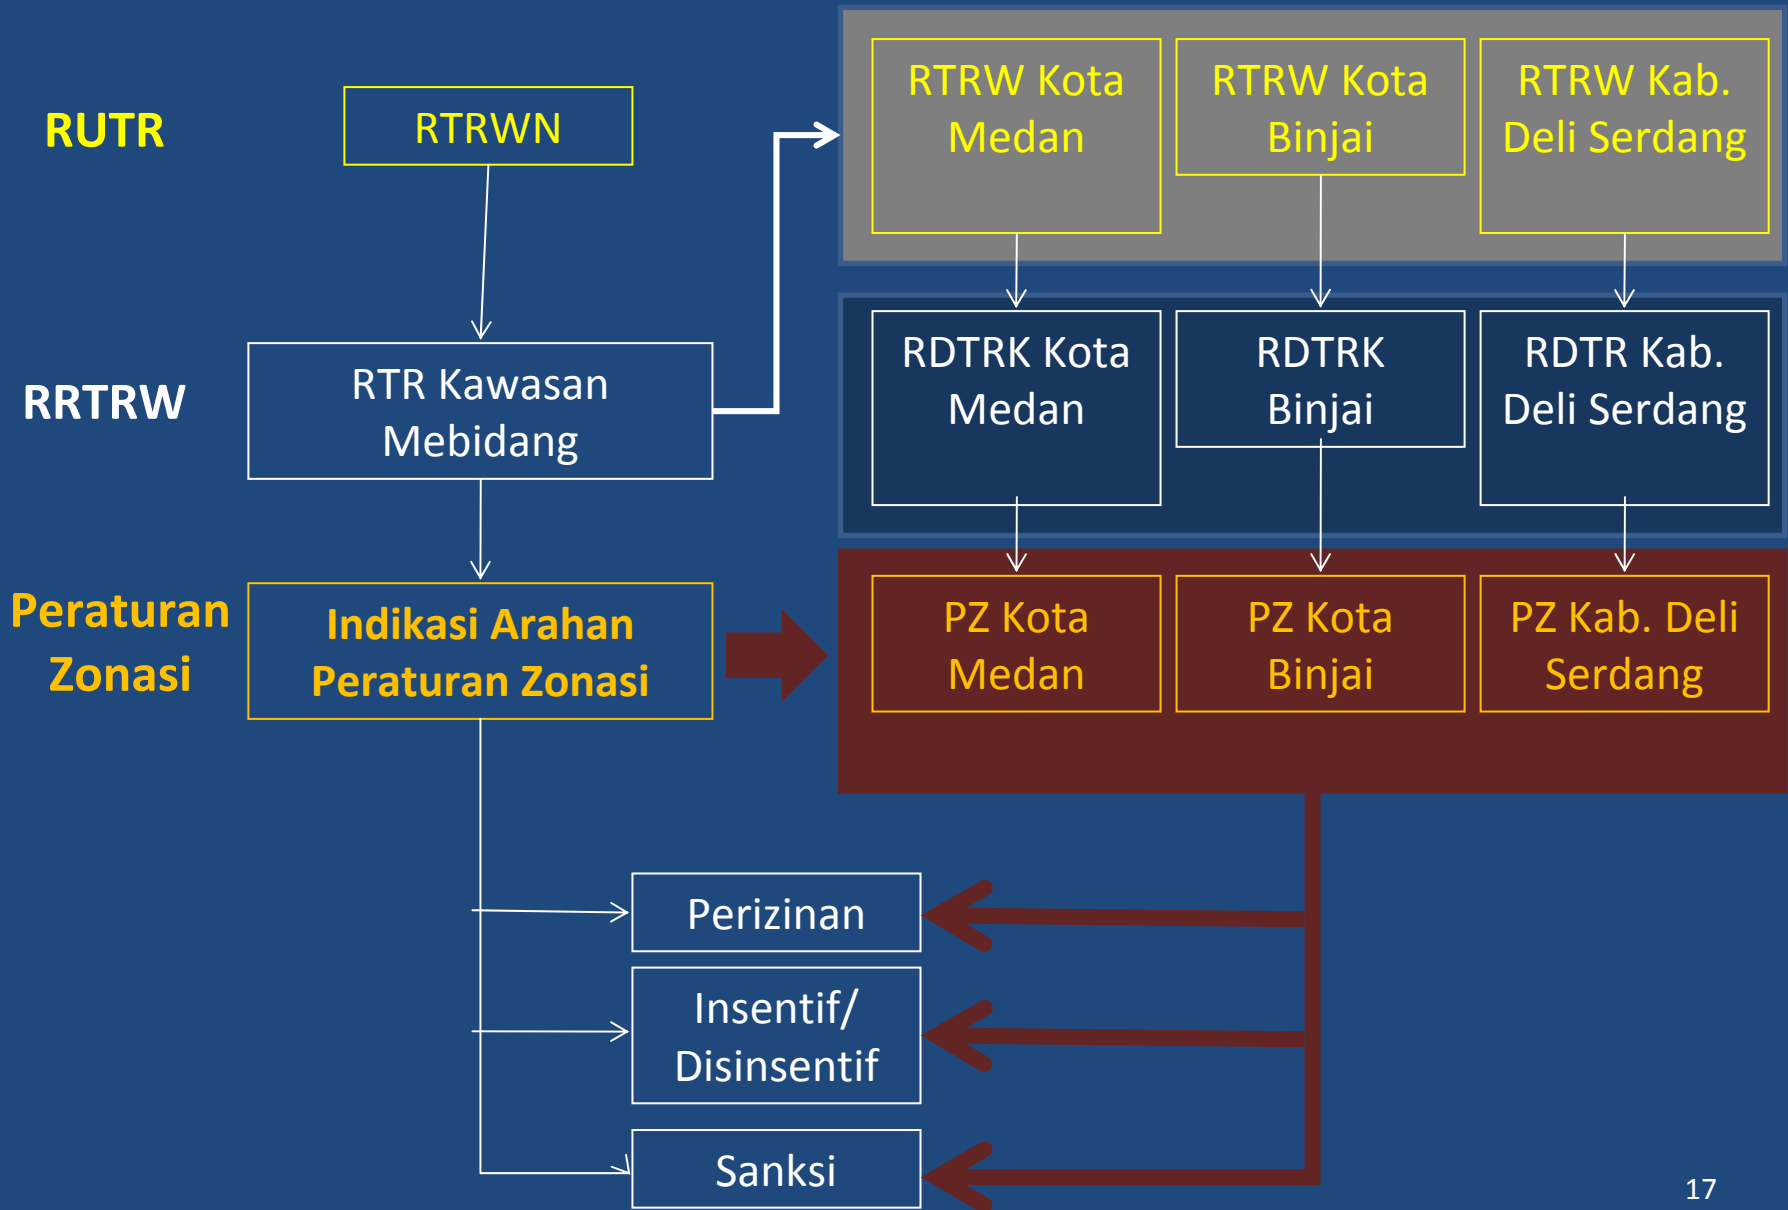 RUTR
RTRWN
RTRW Kota
Medan
RTRW Kota
Binjai
RTRW Kab.
Deli Serdang
RRTRW
RTR Kawasan
Mebidang
RDTRK Kota
Medan
RDTRK
Binjai
RDTR Kab.
Deli Serdang
Peraturan
Zonasi
Indikasi Arahan
Peraturan Zonasi
PZ Kota
Medan
PZ Kota
Binjai
PZ Kab. Deli
Serdang
Perizinan
Insentif/
Disinsentif
Sanksi
17